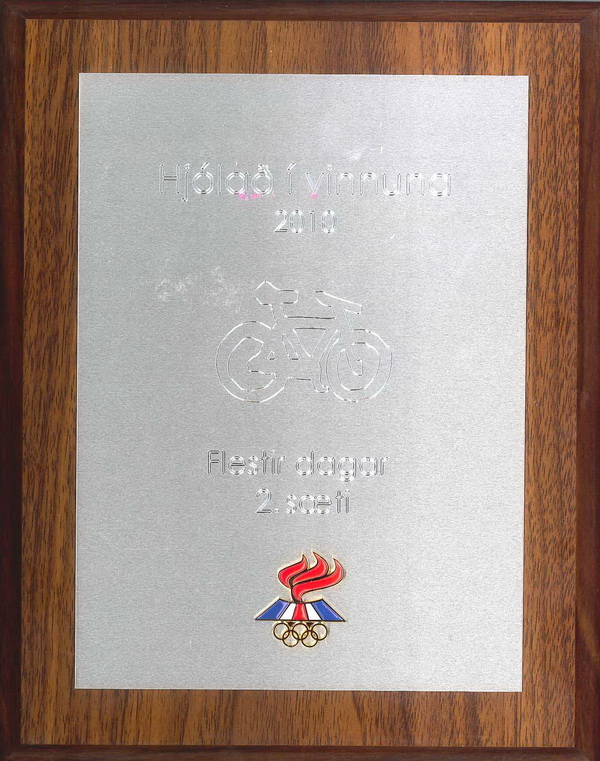 Hjólað í vinnuna
2010
Flestir dagar
2. sæti